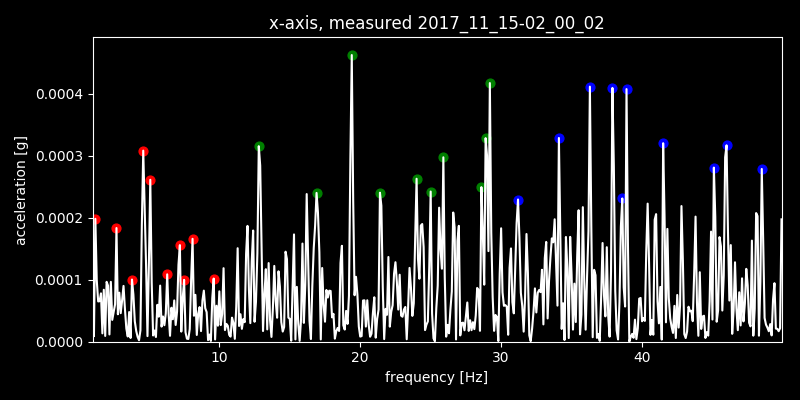 x-axis, measured 2017_11_15-02_00_02
acceleration [g]
0.0004
0.0003
0.0002
0.0001
0.0000
10 20 30 40
frequency [Hz]